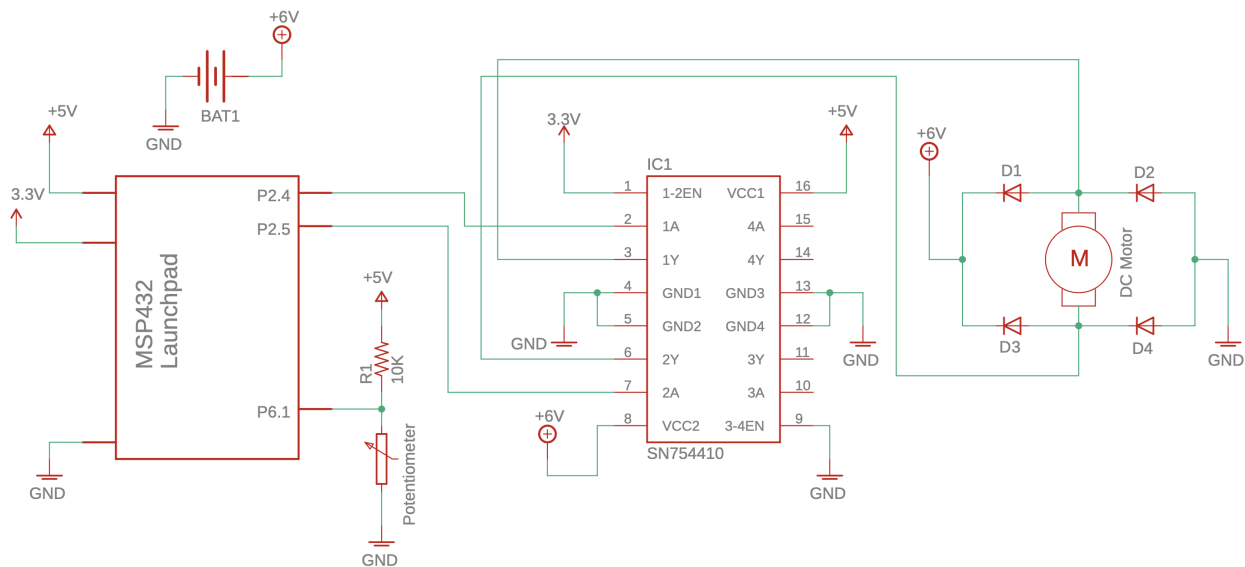 +6V
BAT1
GND
+5V
3.3V
MSP432
Launchpad
P2.4
P2.5
P6.1
GND
+5V
R1
10K
Potentiometer
GND
3.3V
+5V
IC1
1 1-2EN VCC1 16
2 1A 4A 15
3 1Y 4Y 14
4 GND1 GND3 13
5 GND2 GND4 12
6 2Y 3Y 11
7 2A 3A 10
8 VCC2 3-4EN 9
SN754410
GND
GND
+6V
GND
+6V
D1
D2
M
DC Motor
D3
D4
GND